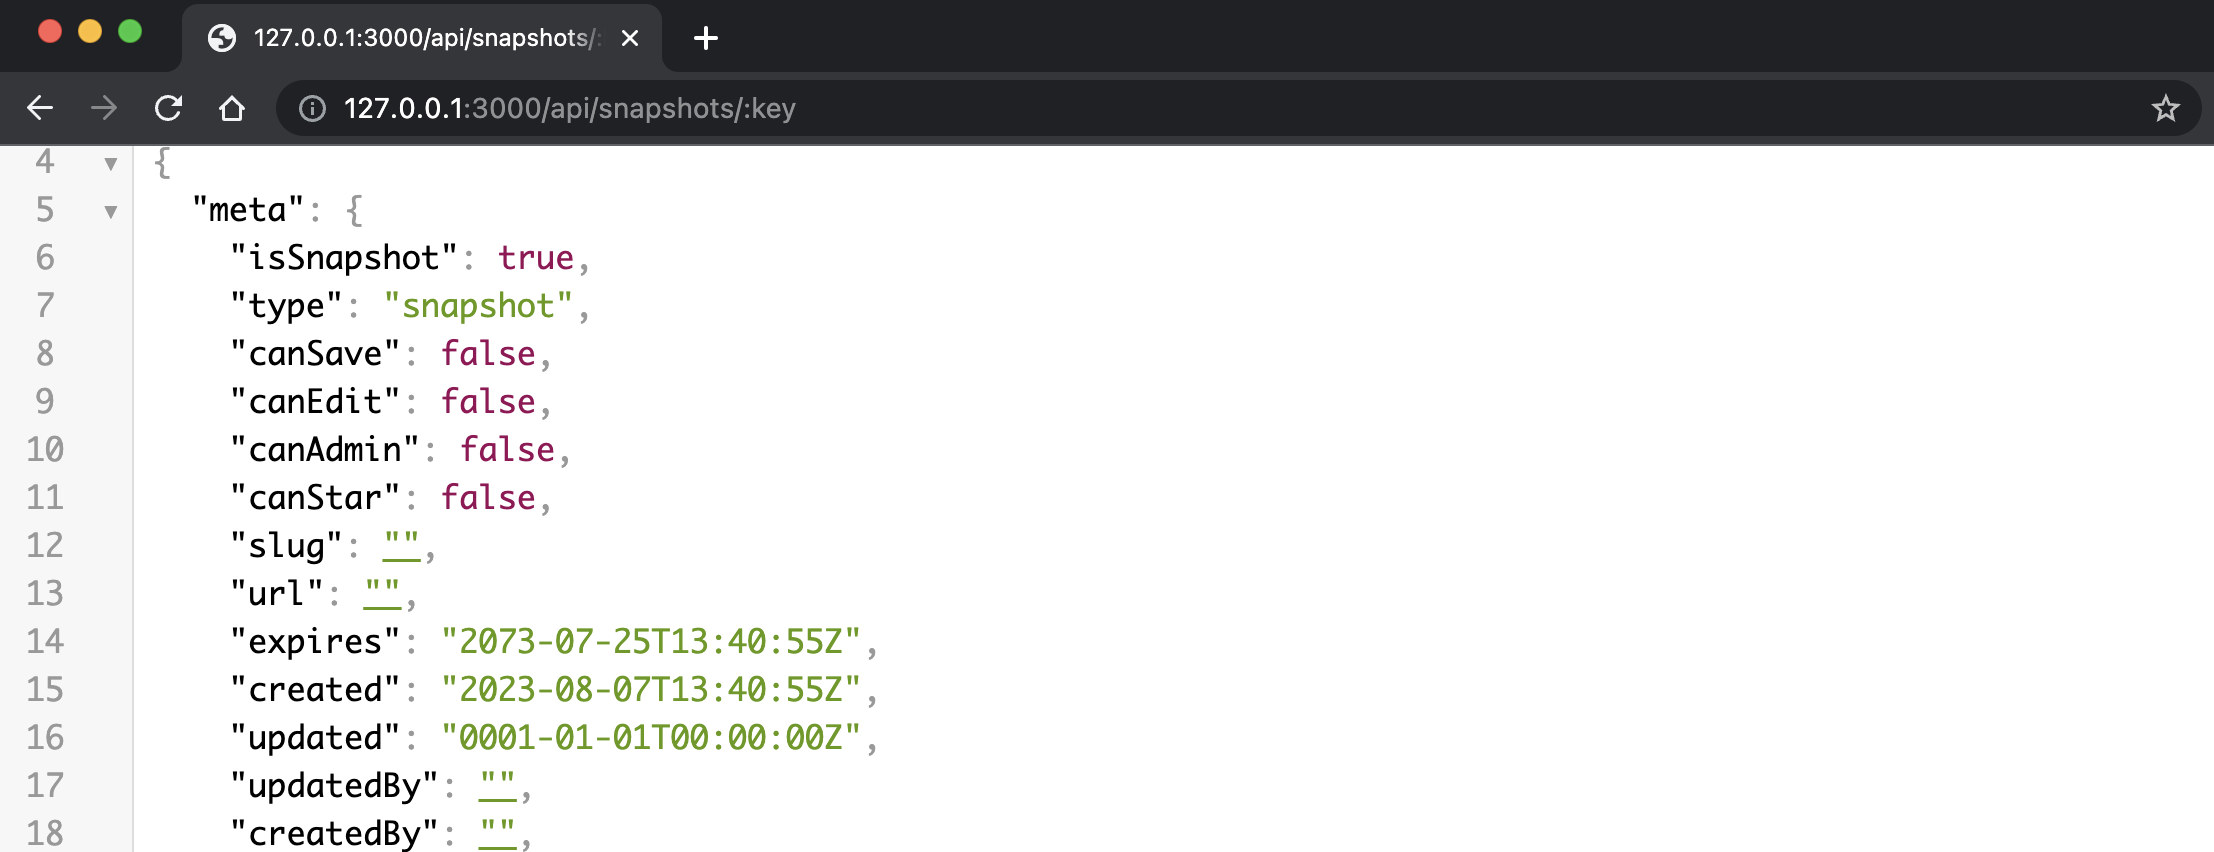 127.0.0.1:3000/api/snapshots/:
127.0.0.1:3000/api/snapshots/:key
4 {
5 "meta": {
6 "isSnapshot": true,
7 "type": "snapshot",
8 "canSave": false,
9 "canEdit": false,
10 "canAdmin": false,
11 "canStar": false,
12 "slug": "",
13 "url": "",
14 "expires": "2073-07-25T13:40:55Z",
15 "created": "2023-08-07T13:40:55Z",
16 "updated": "0001-01-01T00:00:00Z",
17 "updatedBy": "",
18 "createdBy": "",